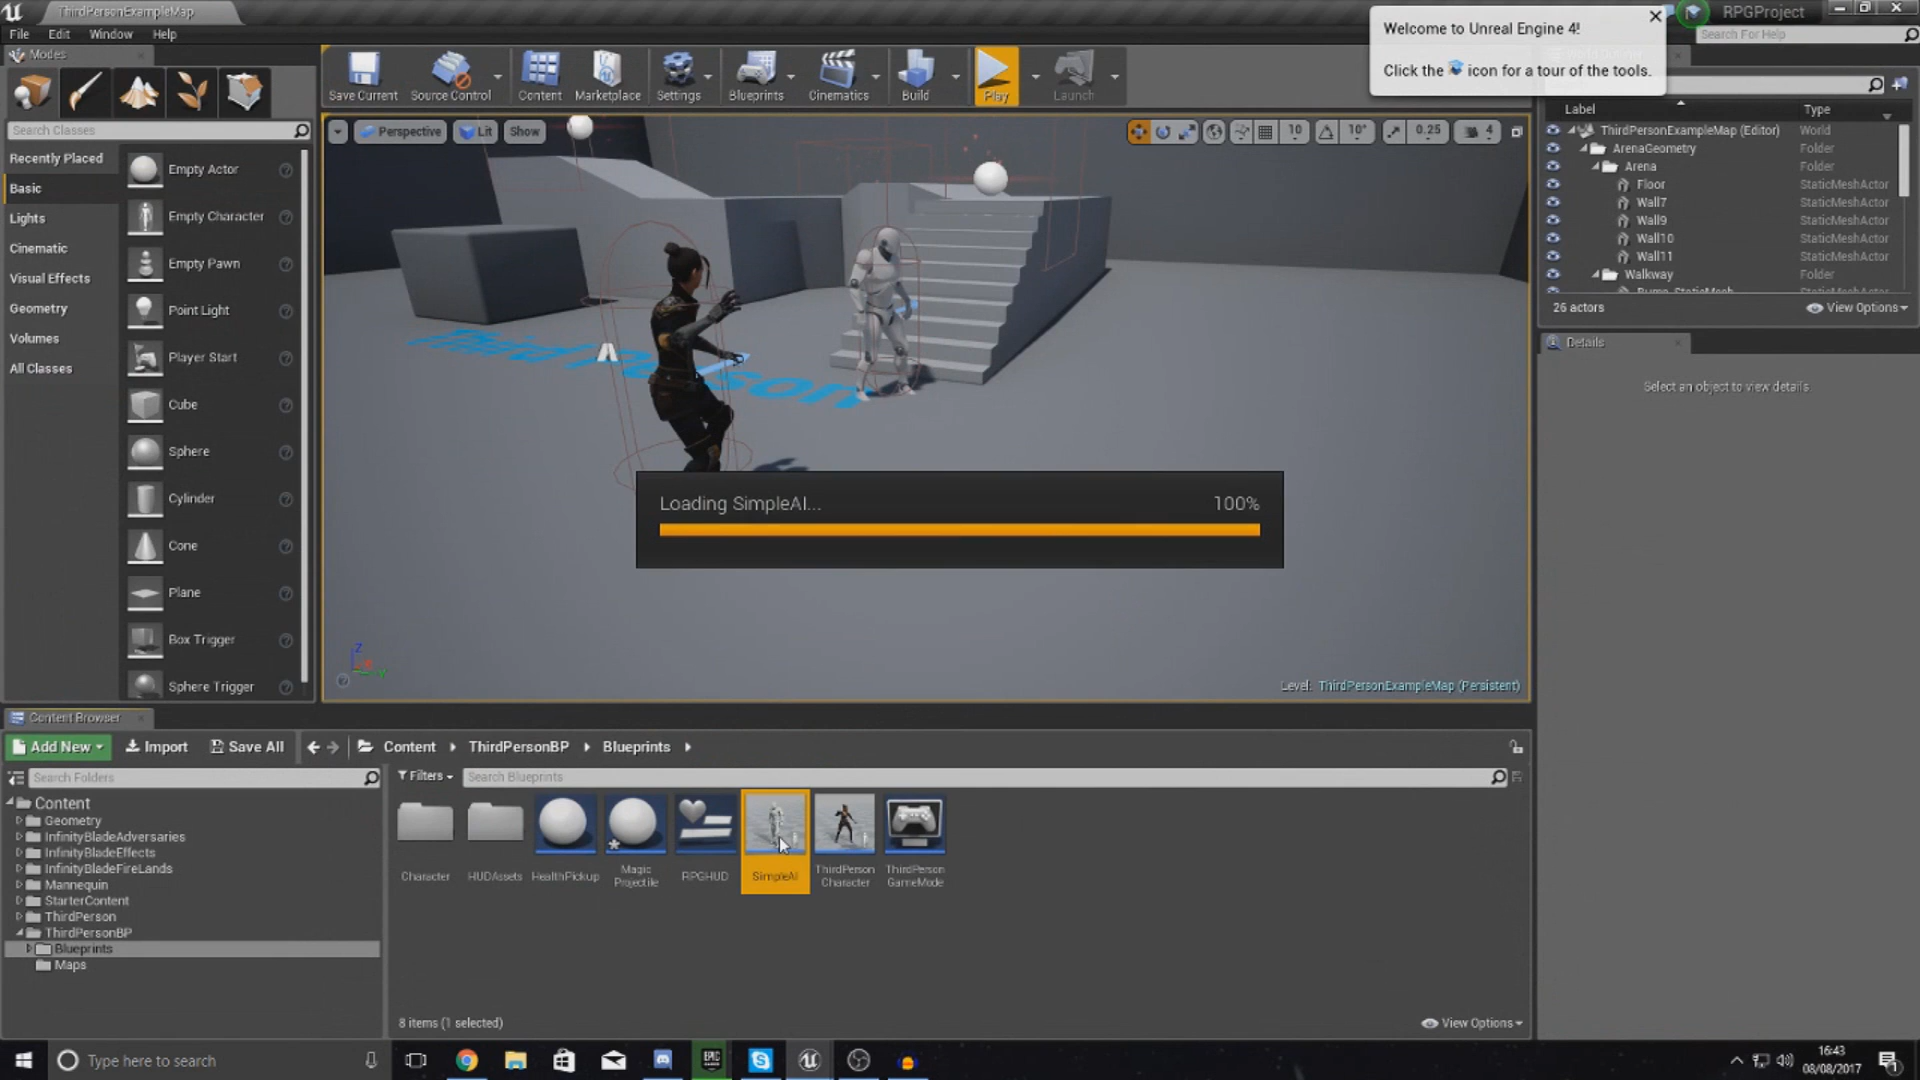 ThirdPersonExampleMap
RPGProject
File Edit Window Help
Search For Help
Welcome to Unreal Engine 4!
Click the icon for a tour of the tools.
Modes
Save Current
Source Control
Content
Marketplace
Settings
Blueprints
Cinematics
Build
Play
Launch
Search Classes
Recently Placed
Basic
Lights
Cinematic
Visual Effects
Geometry
Volumes
All Classes
Empty Actor
Empty Character
Empty Pawn
Point Light
Player Start
Cube
Sphere
Cylinder
Cone
Plane
Box Trigger
Sphere Trigger
Perspective Lit Show
10 10° 0.25 4
Third Person
Loading SimpleAI... 100%
Level: ThirdPersonExampleMap (Persistent)
Label Type
ThirdPersonExampleMap (Editor) World
ArenaGeometry Folder
Arena Folder
Floor StaticMeshActor
Wall7 StaticMeshActor
Wall9 StaticMeshActor
Wall10 StaticMeshActor
Wall11 StaticMeshActor
Walkway Folder
Bump_StaticMesh StaticMeshActor
26 actors View Options
Details
Select an object to view details.
Content Browser
Add New Import Save All Content ThirdPersonBP Blueprints
Search Folders
Filters Search Blueprints
Content
Geometry
InfinityBladeAdversaries
InfinityBladeEffects
InfinityBladeFireLands
Mannequin
StarterContent
ThirdPerson
ThirdPersonBP
Blueprints
Maps
Character
HUDAssets
HealthPickup
Magic
Projectile
RPGHUD
SimpleAI
ThirdPerson
Character
ThirdPerson
GameMode
8 items (1 selected) View Options
Type here to search
EPIC
GAMES
16:43
08/08/2017
1